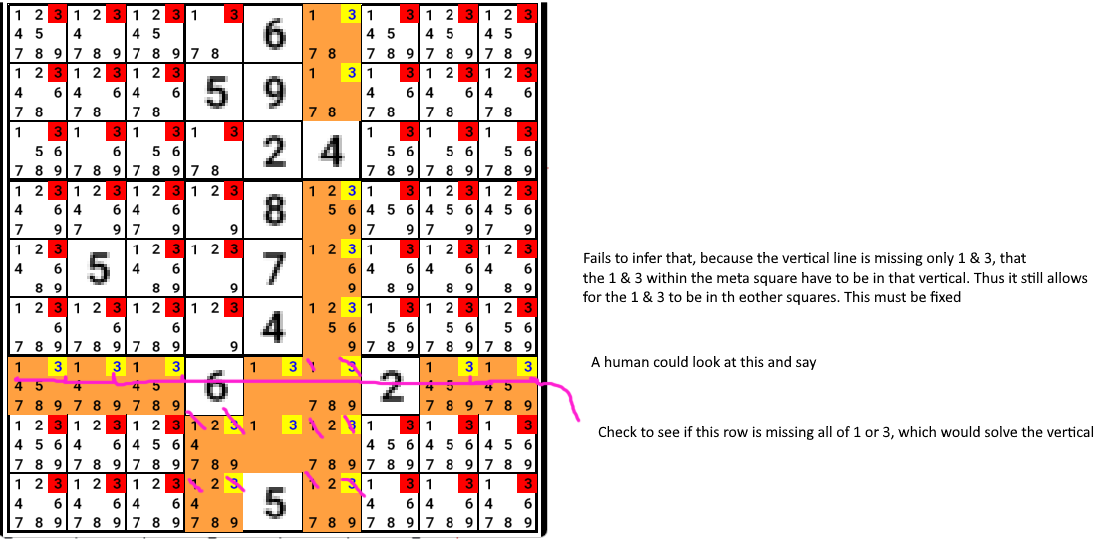 1 2 3 1 2 3 1 2 3 1 3 1 3 1 3 1 2 3 1 2 3
4 5 4 4 5 6 4 5 4 5 4 5
7 8 9 7 8 9 7 8 9 7 8 7 8 7 8 9 7 8 9 7 8 9
1 2 3 1 2 3 1 2 3 1 3 1 3 1 2 3 1 2 3
4 6 4 6 4 6 5 9 4 6 4 6 4 6
7 8 7 8 7 8 7 8 7 8 7 8 7 8
1 3 1 3 1 3 1 3 1 3 1 3 1 3
5 6 6 5 6 2 4 5 6 5 6 5 6
7 8 9 7 8 9 7 8 9 7 8 7 8 9 7 8 9 7 8 9
1 2 3 1 2 3 1 2 3 1 2 3 1 2 3 1 3 1 2 3 1 2 3
4 6 4 6 4 6 8 5 6 4 5 6 4 5 6 4 5 6
7 9 7 9 7 9 9 9 7 9 7 9 7 9
1 2 3 1 2 3 1 2 3 1 2 3 1 3 1 2 3 1 2 3
4 6 5 4 6 7 6 4 6 4 6 4 6
8 9 8 9 9 9 8 9 8 9 8 9
1 2 3 1 2 3 1 2 3 1 2 3 1 2 3 1 3 1 2 3 1 2 3
6 6 6 4 5 6 5 6 5 6 5 6
7 8 9 7 8 9 7 8 9 9 9 7 8 9 7 8 9 7 8 9
1 3 1 3 1 3 1 3 1 3 1 3 1 3
4 5 4 4 5 6 2 4 5 4 5
7 8 9 7 8 9 7 8 9 7 8 9 7 8 9 7 8 9
1 2 3 1 2 3 1 2 3 1 2 3 1 3 1 2 3 1 3 1 2 3 1 2 3
4 5 6 4 6 4 5 6 4 4 5 6 4 5 6 4 5 6
7 8 9 7 8 9 7 8 9 7 8 9 7 8 9 7 8 9 7 8 9 7 8 9
1 2 3 1 2 3 1 2 3 1 2 3 1 2 3 1 3 1 2 3 1 2 3
4 6 4 6 4 6 4 5 4 6 4 6 4 6
7 8 9 7 8 9 7 8 9 7 8 9 7 8 9 7 8 9 7 8 9 7 8 9
Fails to infer that, because the vertical line is missing only 1 & 3, that
the 1 & 3 within the meta square have to be in that vertical. Thus it still allows
for the 1 & 3 to be in th eother squares. This must be fixed
A human could look at this and say
Check to see if this row is missing all of 1 or 3, which would solve the vertical